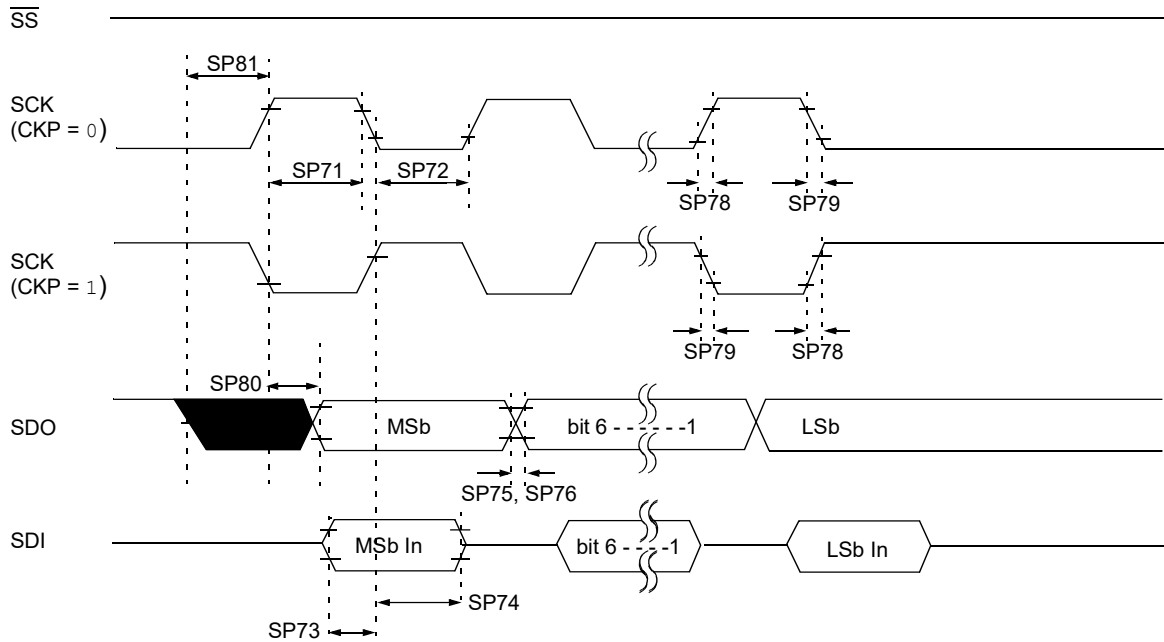 SS
SP81
SCK
(CKP = 0)
SP71
SP72
SP78
SP79
SCK
(CKP = 1)
SP79
SP78
SP80
SDO
MSb
bit 6 - - - - - - -1
LSb
SP75, SP76
SDI
MSb In
bit 6 - - - - -1
LSb In
SP74
SP73